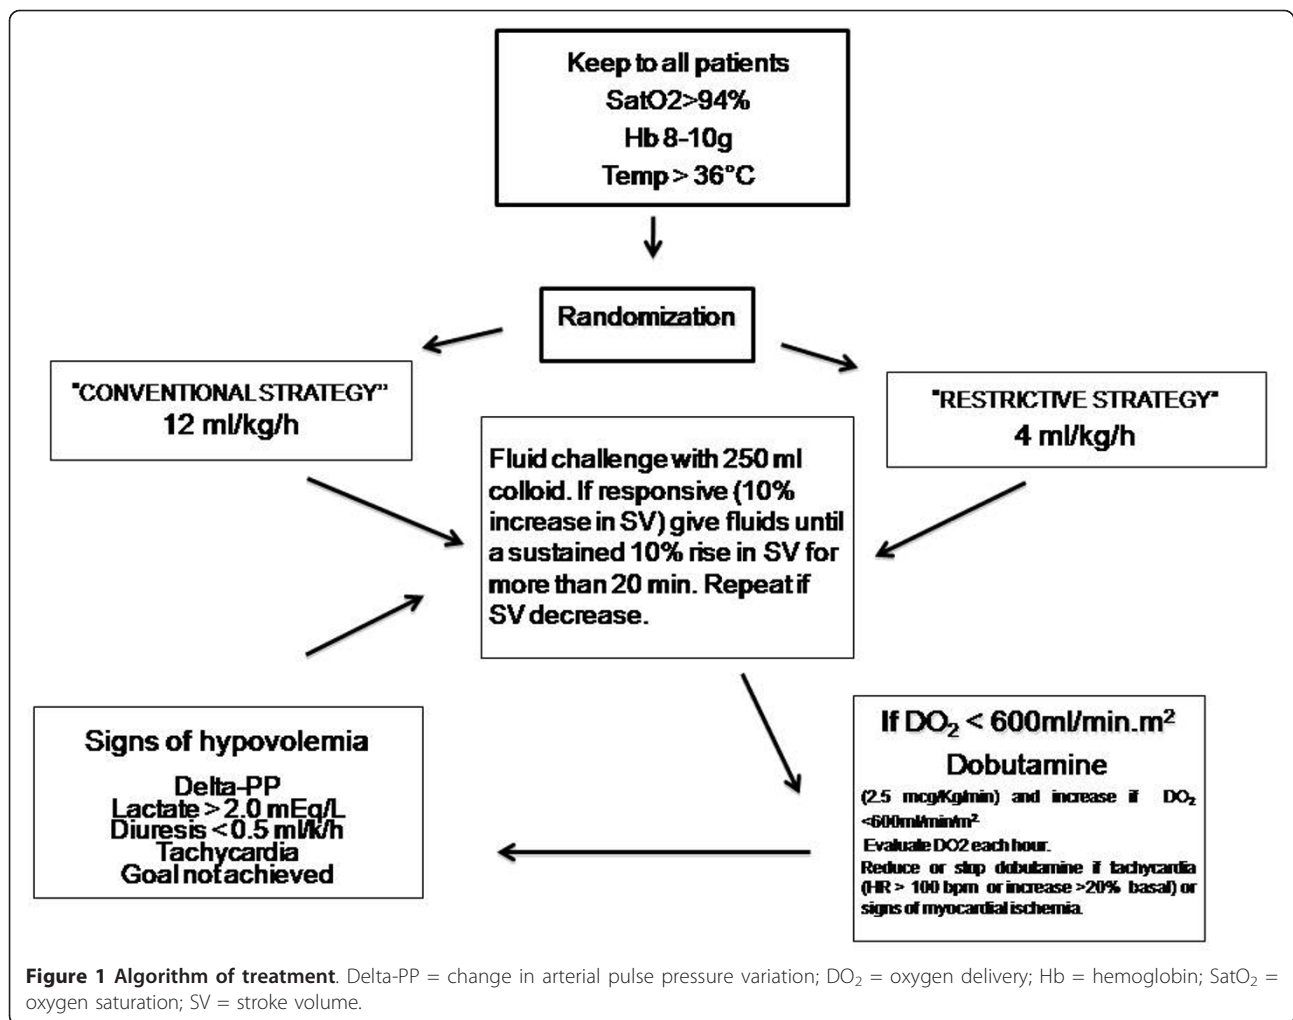 Keep to all patients
SatO2>94%
Hb 8-10g
Temp > 36°C
Randomization
"CONVENTIONAL STRATEGY"
12 ml/kg/h
"RESTRICTIVE STRATEGY"
4 ml/kg/h
Fluid challenge with 250 ml
colloid. If responsive (10%
increase in SV) give fluids until
a sustained 10% rise in SV for
more than 20 min. Repeat if
SV decrease.
Signs of hypovolemia
Delta-PP
Lactate > 2.0 mEq/L
Diuresis < 0.5 ml/k/h
Tachycardia
Goal not achieved
If DO₂ < 600ml/min.m²
Dobutamine
(2.5 mcg/Kg/min) and increase if DO₂
<600ml/min/m².
Evaluate DO2 each hour.
Reduce or stop dobutamine if tachycardia
(HR > 100 bpm or increase >20% basal) or
signs of myocardial ischemia.
Figure 1 Algorithm of treatment. Delta-PP = change in arterial pulse pressure variation; DO₂ = oxygen delivery; Hb = hemoglobin; SatO₂ =
oxygen saturation; SV = stroke volume.